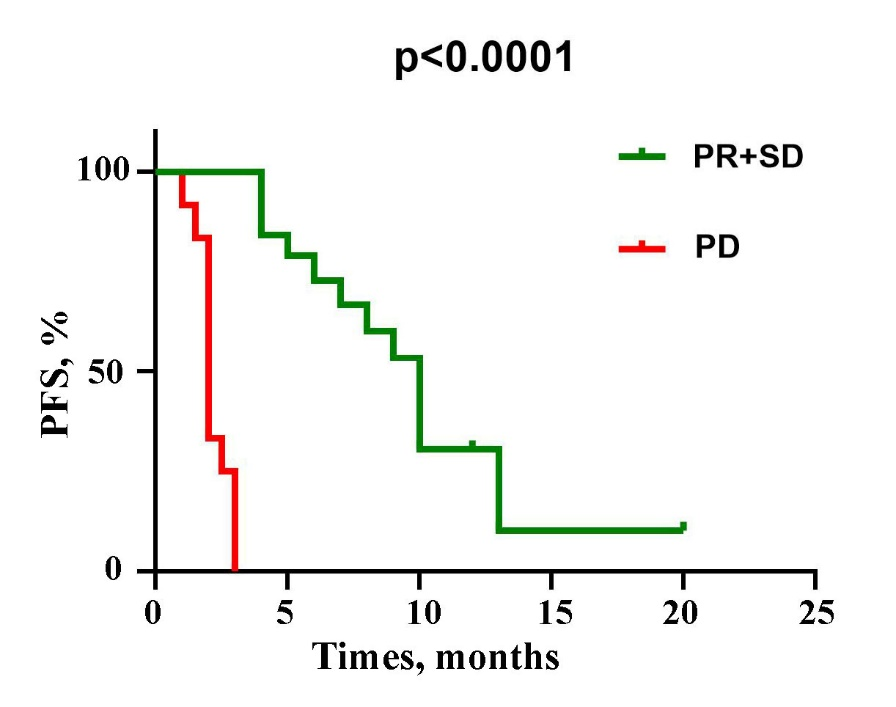 p<0.0001
PR+SD
PD
PFS, %
100
50
0
0 5 10 15 20 25
Times, months